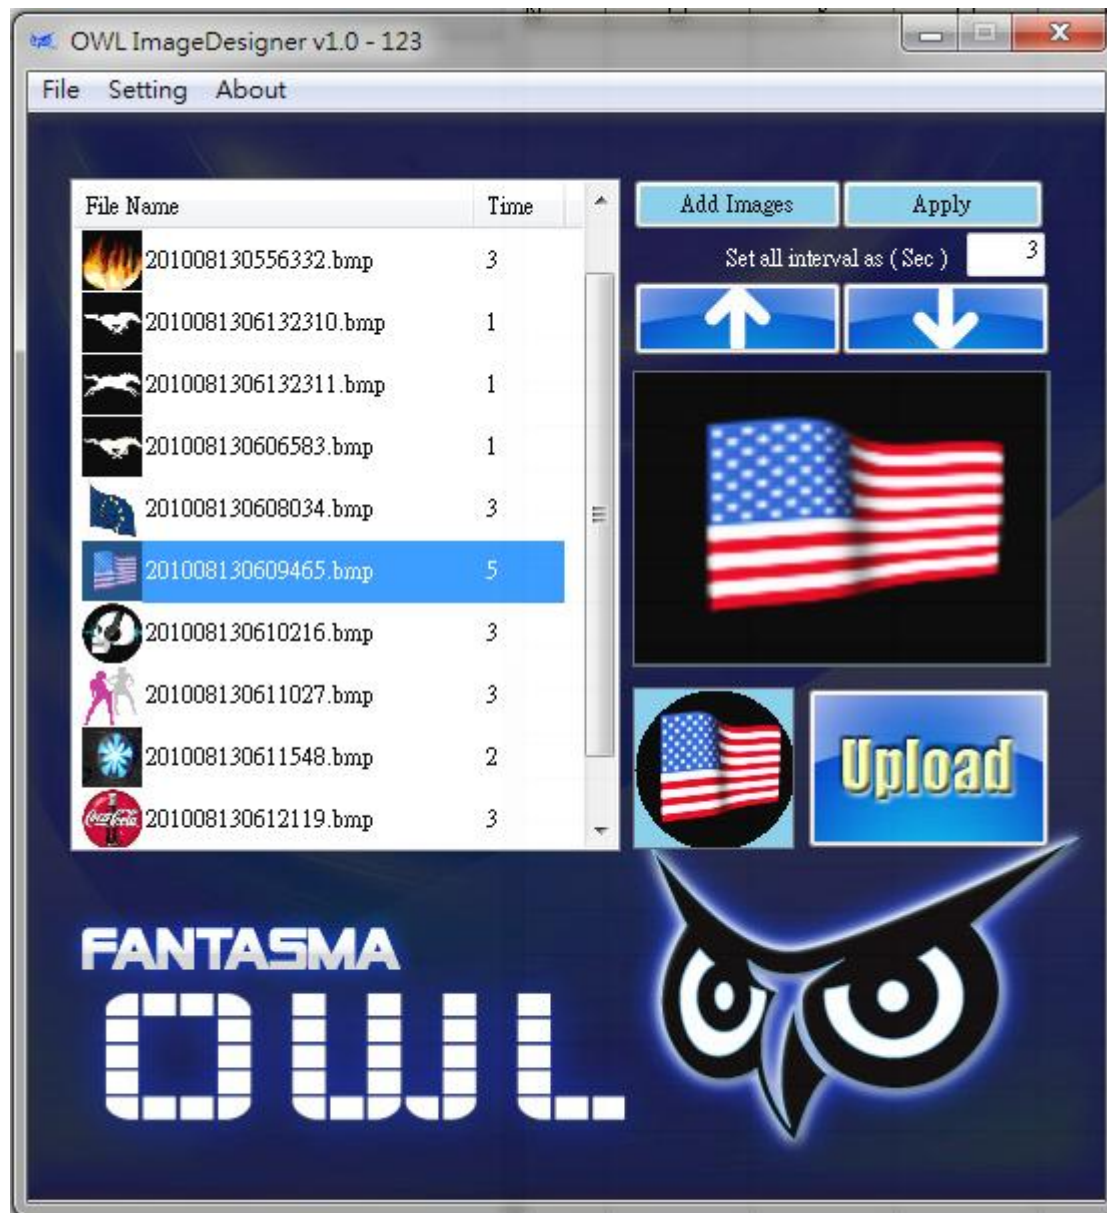 OWL ImageDesigner v1.0 - 123
File Setting About
File Name Time
Add Images Apply
Set all interval as ( Sec ) 3
201008130556332.bmp 3
2010081306132310.bmp 1
2010081306132311.bmp 1
201008130606583.bmp 1
201008130608034.bmp 3
201008130609465.bmp 5
201008130610216.bmp 3
201008130611027.bmp 3
201008130611548.bmp 2
Coca-Cola 201008130612119.bmp 3
Upload
FANTASMA
OWL